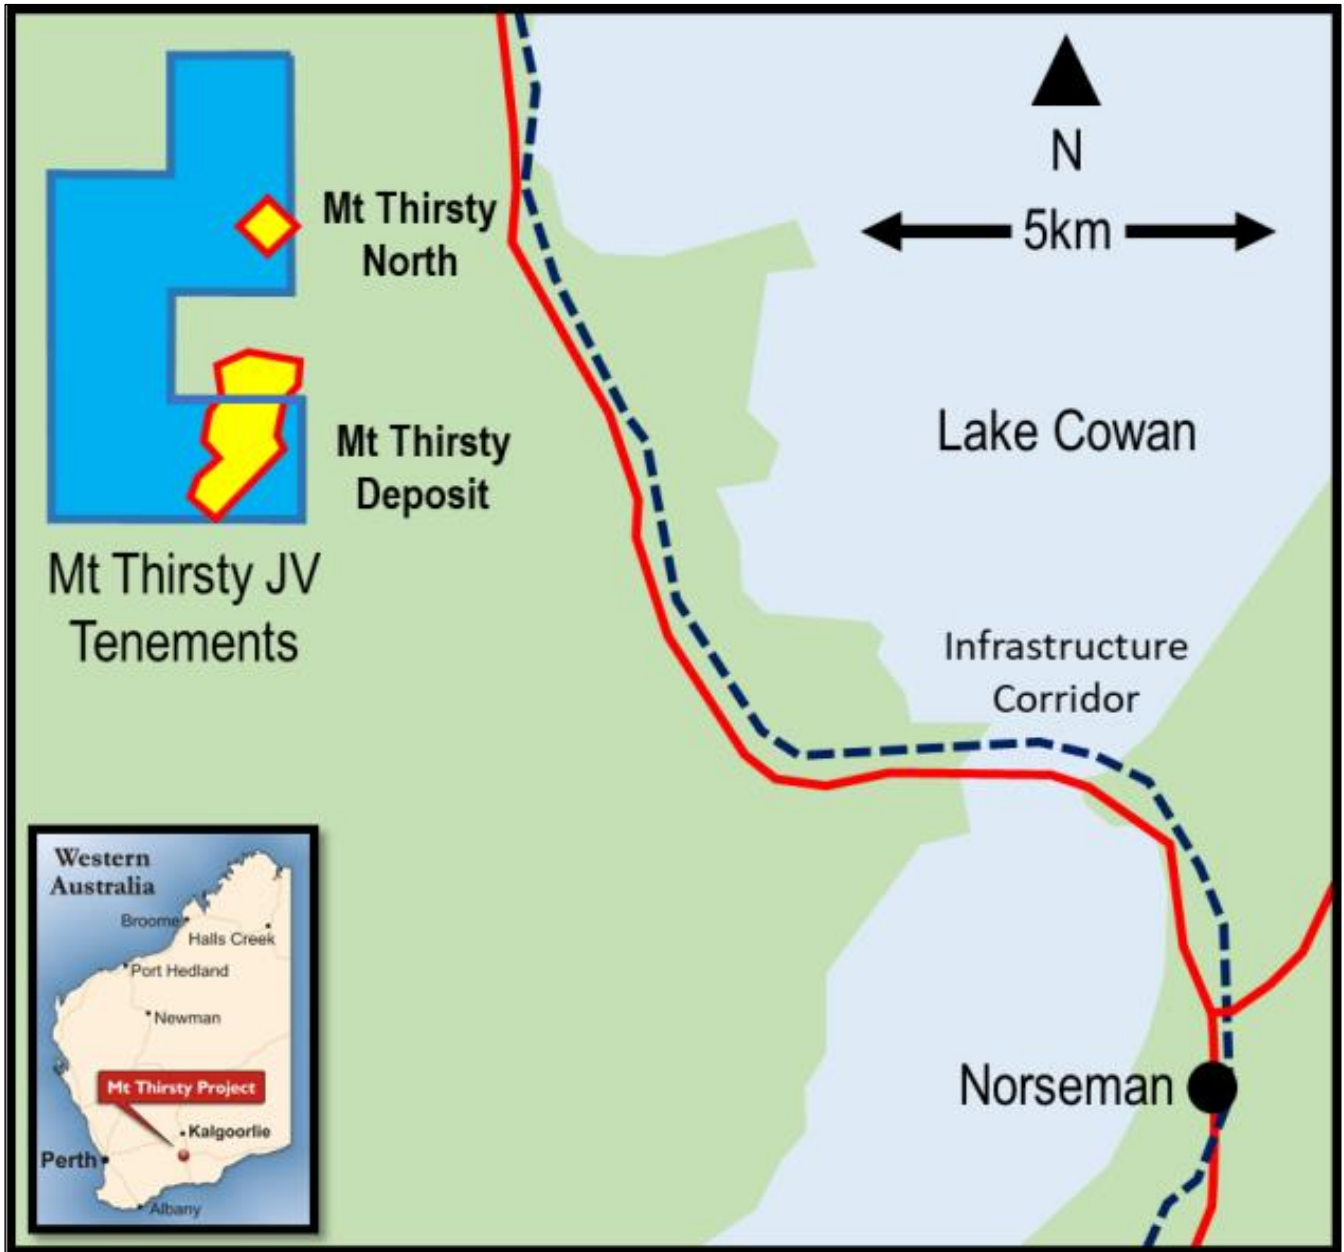 Mt Thirsty
North
N
5km
Lake Cowan
Mt Thirsty
Deposit
Mt Thirsty JV
Tenements
Infrastructure
Corridor
Norseman
Western
Australia
Broome
Halls Creek
Port Hedland
Newman
Mt Thirsty Project
Kalgoorlie
Perth
Albany